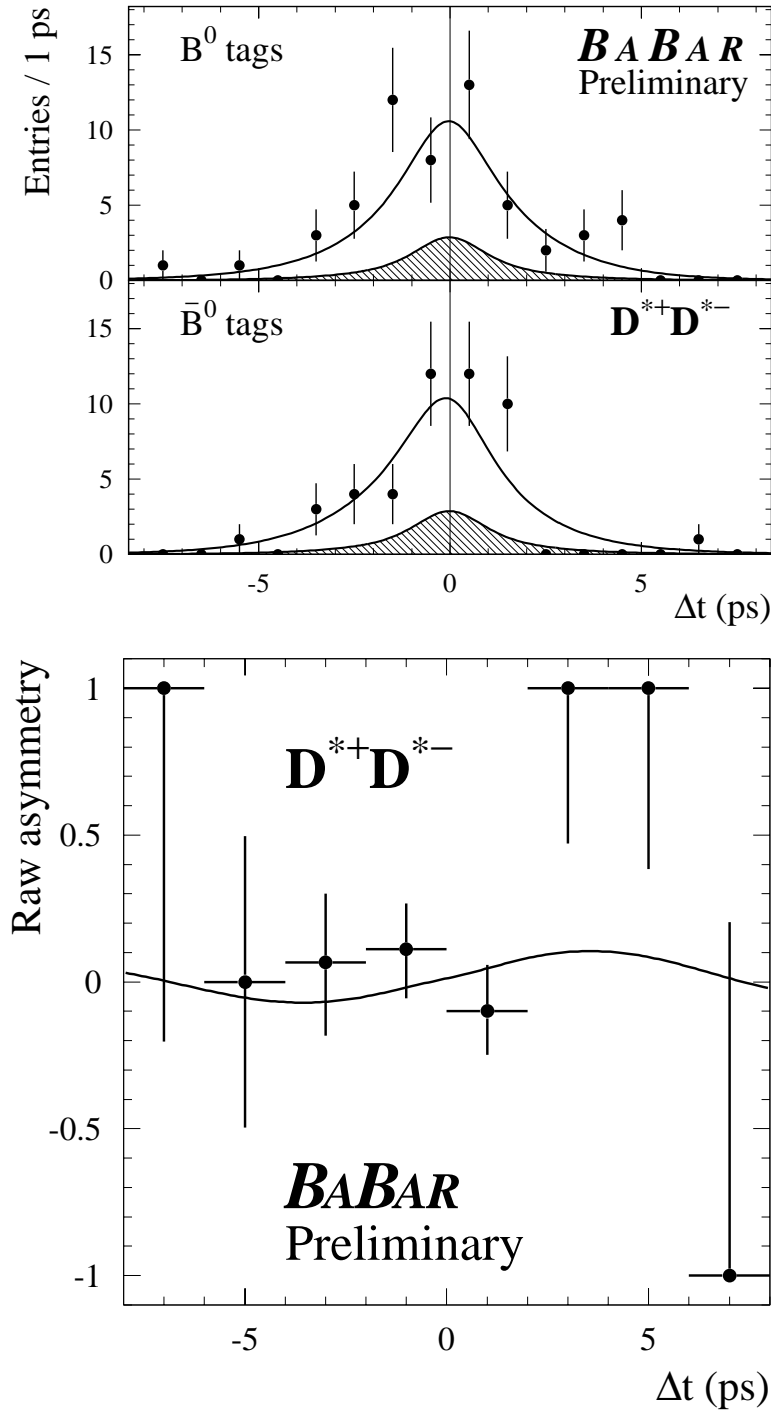 Entries / 1 ps
B⁰ tags
BABAR
Preliminary
15
10
5
0
B̄⁰ tags
D*⁺D*⁻
15
10
5
0
-5 0 5
Δt (ps)
Raw asymmetry
D*⁺D*⁻
1
0.5
0
-0.5
-1
BABAR
Preliminary
-5 0 5
Δt (ps)